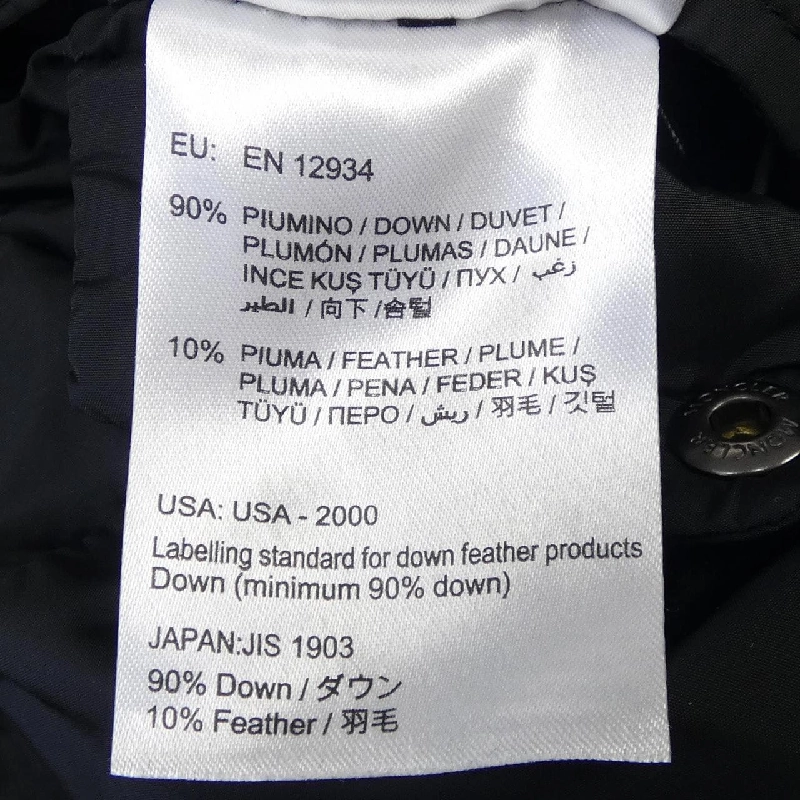 EU: EN 12934
90% PIUMINO / DOWN / DUVET /
PLUMÓN / PLUMAS / DAUNE /
INCE KUŞ TÜYÜ / ПУХ / زغب
الطير / 向下 /솜털
10% PIUMA / FEATHER / PLUME /
PLUMA / PENA / FEDER / KUŞ
TÜYÜ / ПЕРО / ريش / 羽毛 / 깃털
USA: USA - 2000
Labelling standard for down feather products
Down (minimum 90% down)
JAPAN:JIS 1903
90% Down / ダウン
10% Feather / 羽毛
MONCLER
MONCLER